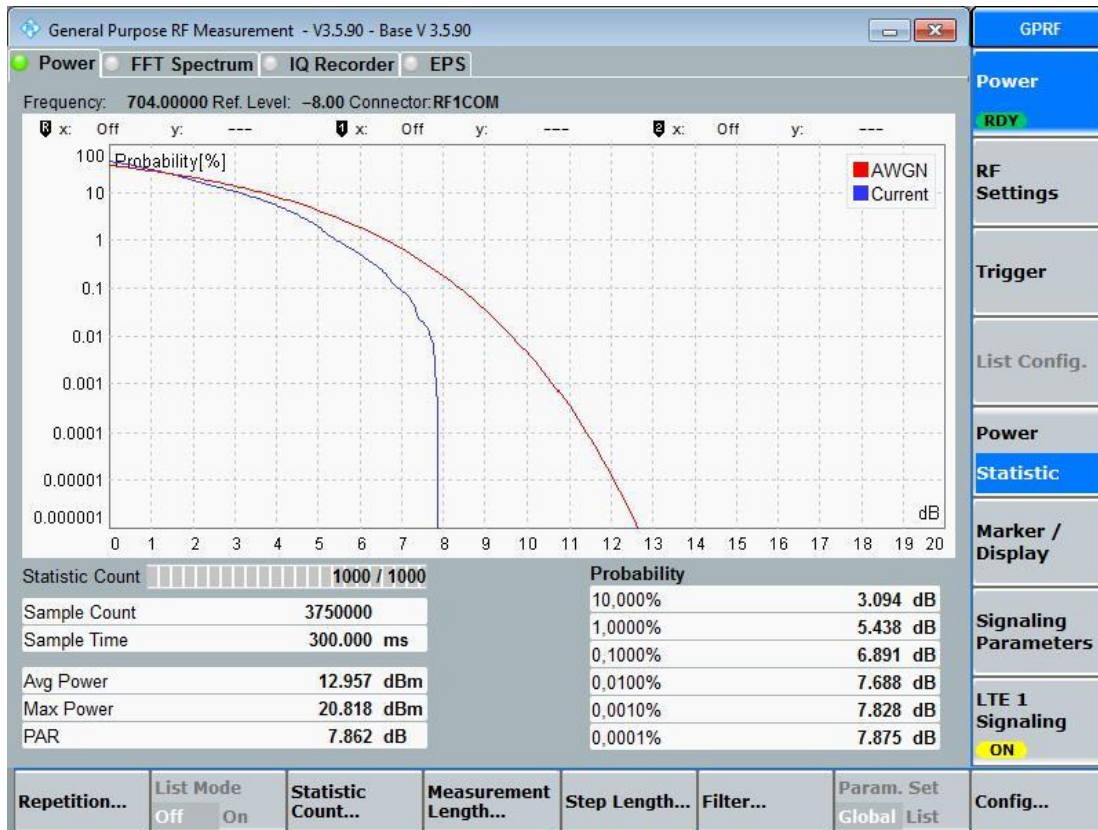 General Purpose RF Measurement - V3.5.90 - Base V 3.5.90
GPRF
Power FFT Spectrum IQ Recorder EPS
Frequency: 704.00000 Ref. Level: -8.00 Connector:RF1COM
R x: Off y: --- 1 x: Off y: --- 2 x: Off y: ---
Probability[%]
AWGN
Current
100
10
1
0.1
0.01
0.001
0.0001
0.00001
0.000001
dB
0 1 2 3 4 5 6 7 8 9 10 11 12 13 14 15 16 17 18 19 20
Statistic Count 1000 / 1000
Sample Count 3750000
Sample Time 300.000 ms
Avg Power 12.957 dBm
Max Power 20.818 dBm
PAR 7.862 dB
Probability
10,000% 3.094 dB
1,0000% 5.438 dB
0,1000% 6.891 dB
0,0100% 7.688 dB
0,0010% 7.828 dB
0,0001% 7.875 dB
Power
RDY
RF
Settings
Trigger
List Config.
Power
Statistic
Marker /
Display
Signaling
Parameters
LTE 1
Signaling
ON
Repetition...
List Mode
Off On
Statistic
Count...
Measurement
Length...
Step Length...
Filter...
Param. Set
Global List
Config...